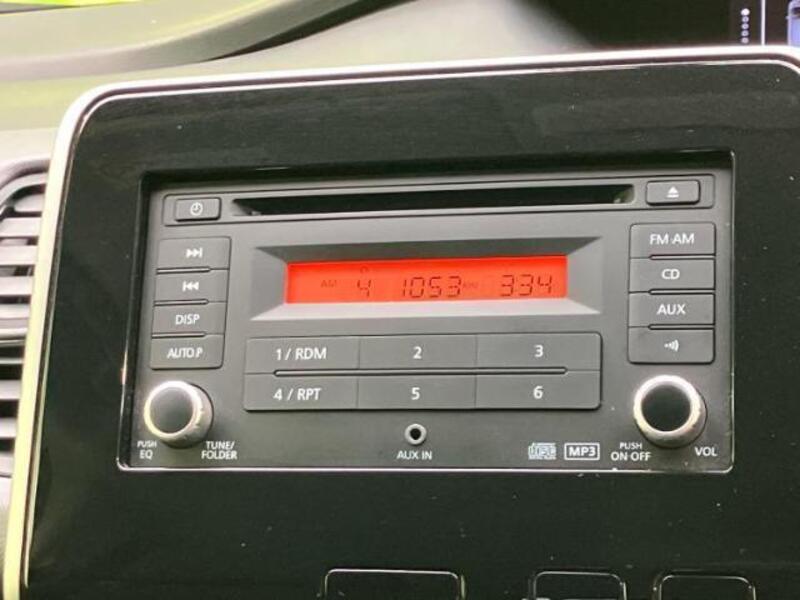 FM·AM
AM 4 1053 kHz 334
CD
DISP
AUX
AUTO.P
1 / RDM 2 3
4 / RPT 5 6
PUSH
EQ
TUNE/
FOLDER
AUX IN
MP3
PUSH
ON·OFF
VOL